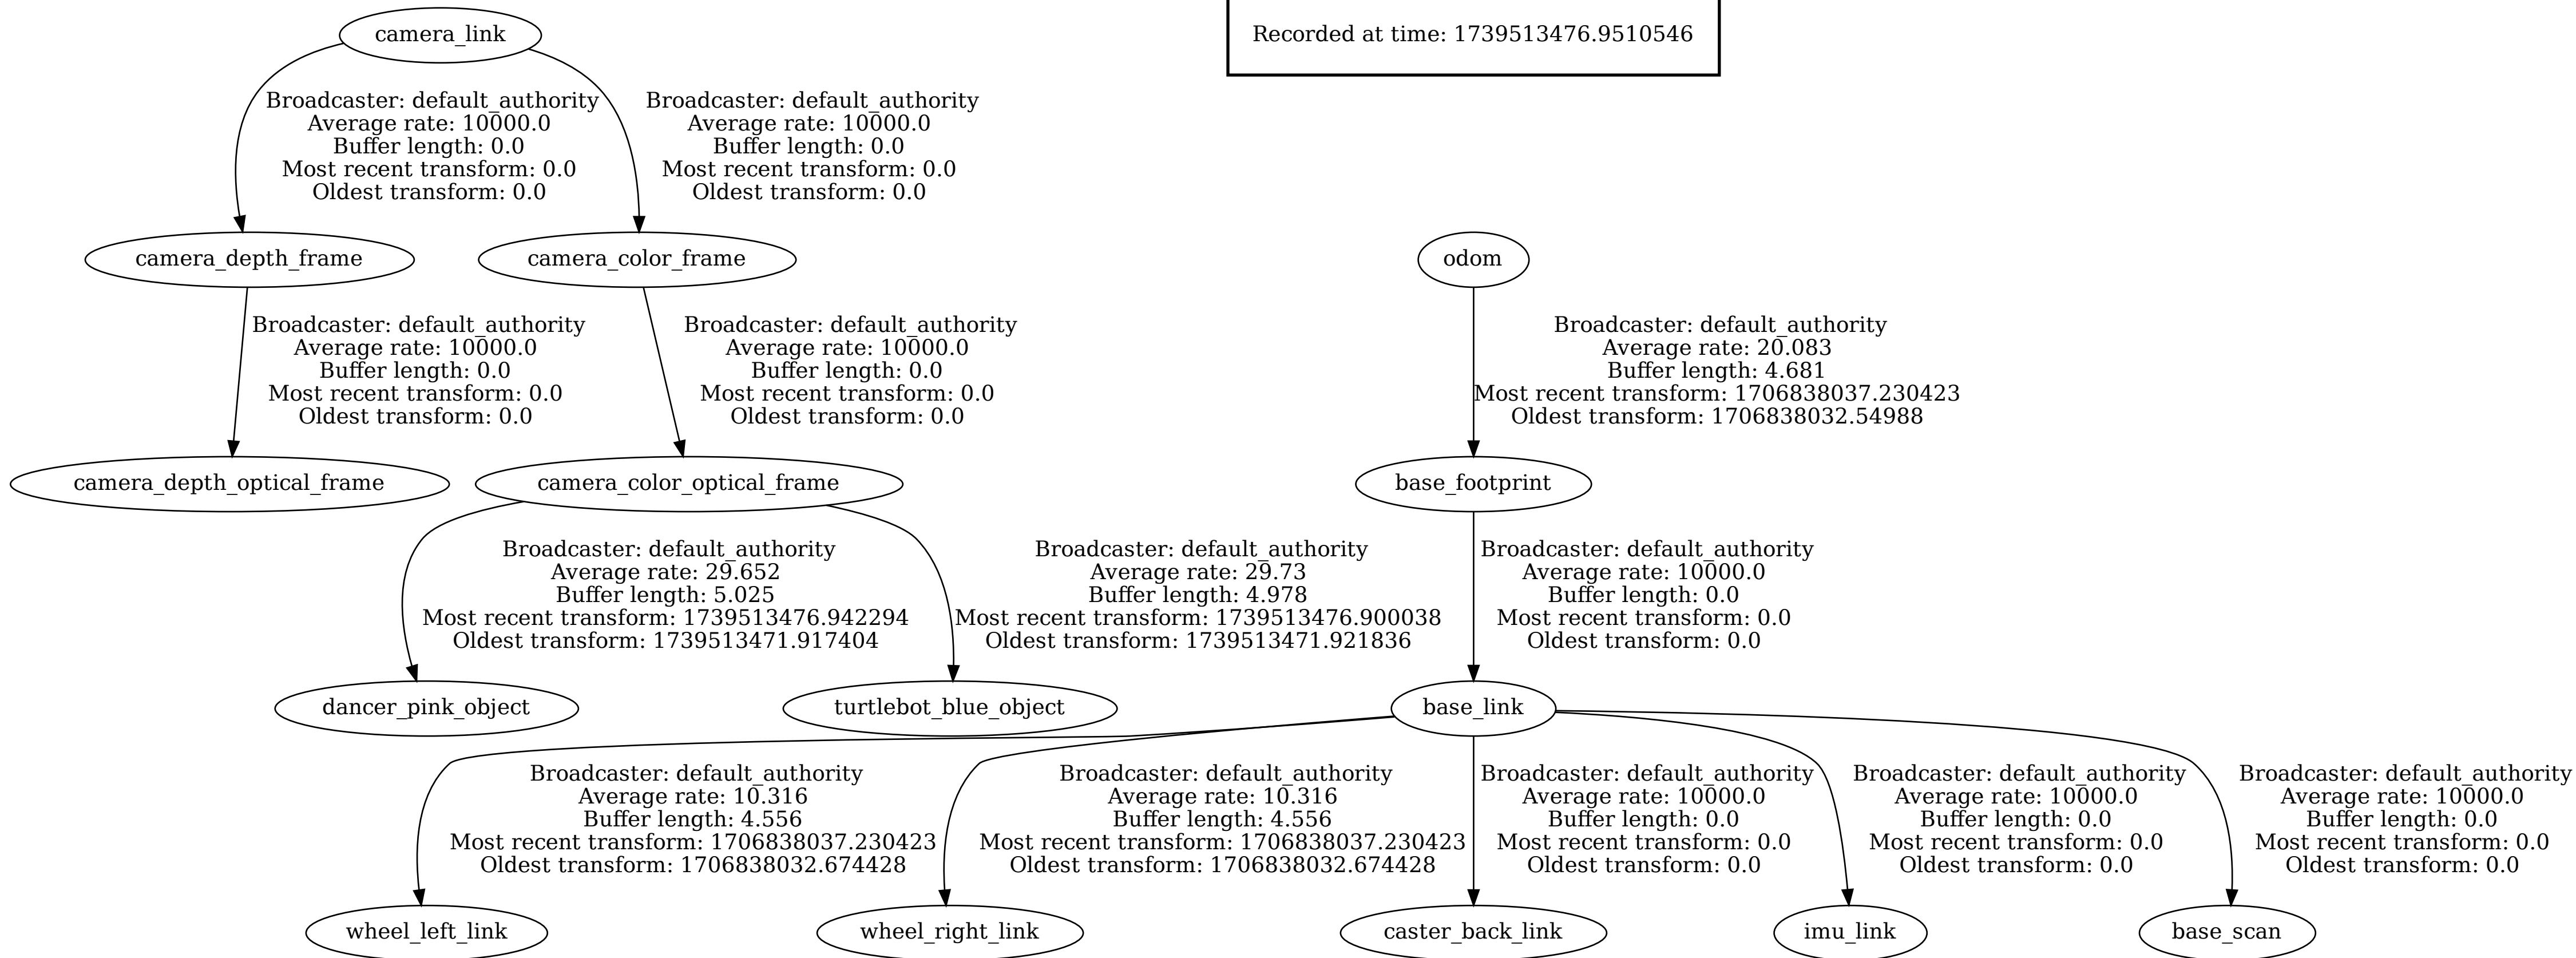 camera_link
Recorded at time: 1739513476.9510546
Broadcaster: default_authority
Average rate: 10000.0
Buffer length: 0.0
Most recent transform: 0.0
Oldest transform: 0.0
Broadcaster: default_authority
Average rate: 10000.0
Buffer length: 0.0
Most recent transform: 0.0
Oldest transform: 0.0
camera_depth_frame
camera_color_frame
odom
Broadcaster: default_authority
Average rate: 10000.0
Buffer length: 0.0
Most recent transform: 0.0
Oldest transform: 0.0
Broadcaster: default_authority
Average rate: 10000.0
Buffer length: 0.0
Most recent transform: 0.0
Oldest transform: 0.0
Broadcaster: default_authority
Average rate: 20.083
Buffer length: 4.681
Most recent transform: 1706838037.230423
Oldest transform: 1706838032.54988
camera_depth_optical_frame
camera_color_optical_frame
base_footprint
Broadcaster: default_authority
Average rate: 29.652
Buffer length: 5.025
Most recent transform: 1739513476.942294
Oldest transform: 1739513471.917404
Broadcaster: default_authority
Average rate: 29.73
Buffer length: 4.978
Most recent transform: 1739513476.900038
Oldest transform: 1739513471.921836
Broadcaster: default_authority
Average rate: 10000.0
Buffer length: 0.0
Most recent transform: 0.0
Oldest transform: 0.0
dancer_pink_object
turtlebot_blue_object
base_link
Broadcaster: default_authority
Average rate: 10.316
Buffer length: 4.556
Most recent transform: 1706838037.230423
Oldest transform: 1706838032.674428
Broadcaster: default_authority
Average rate: 10.316
Buffer length: 4.556
Most recent transform: 1706838037.230423
Oldest transform: 1706838032.674428
Broadcaster: default_authority
Average rate: 10000.0
Buffer length: 0.0
Most recent transform: 0.0
Oldest transform: 0.0
Broadcaster: default_authority
Average rate: 10000.0
Buffer length: 0.0
Most recent transform: 0.0
Oldest transform: 0.0
Broadcaster: default_authority
Average rate: 10000.0
Buffer length: 0.0
Most recent transform: 0.0
Oldest transform: 0.0
wheel_left_link
wheel_right_link
caster_back_link
imu_link
base_scan